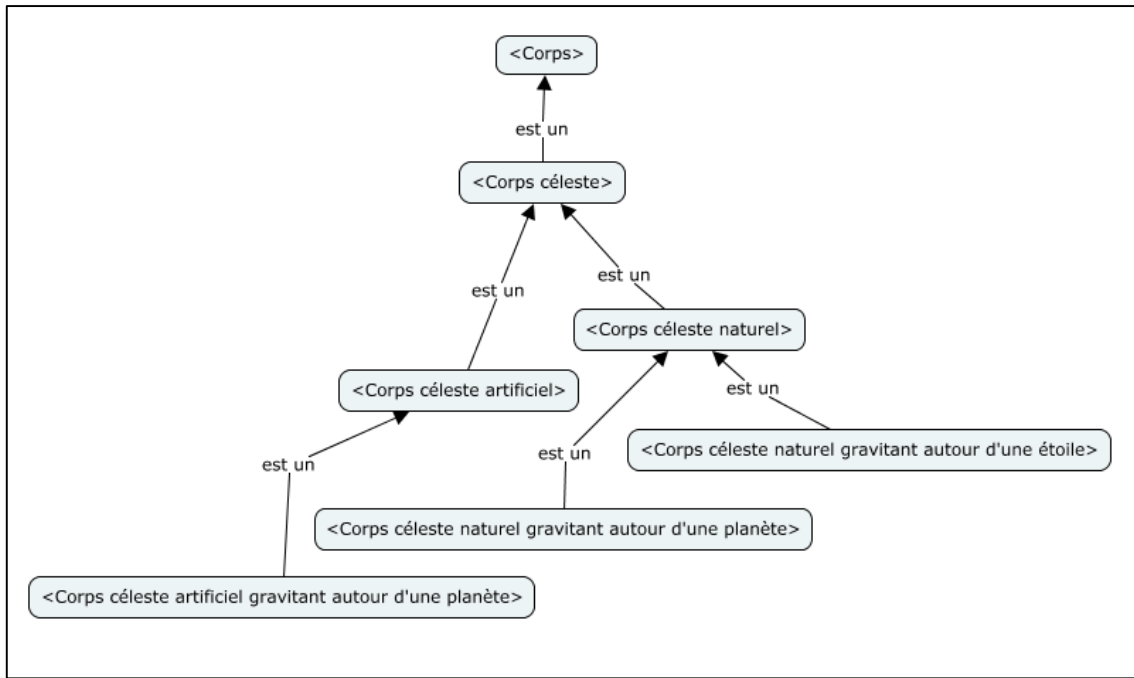 <Corps>
est un
<Corps céleste>
est un
est un
<Corps céleste naturel>
<Corps céleste artificiel>
est un
<Corps céleste naturel gravitant autour d'une étoile>
est un
est un
<Corps céleste naturel gravitant autour d'une planète>
<Corps céleste artificiel gravitant autour d'une planète>